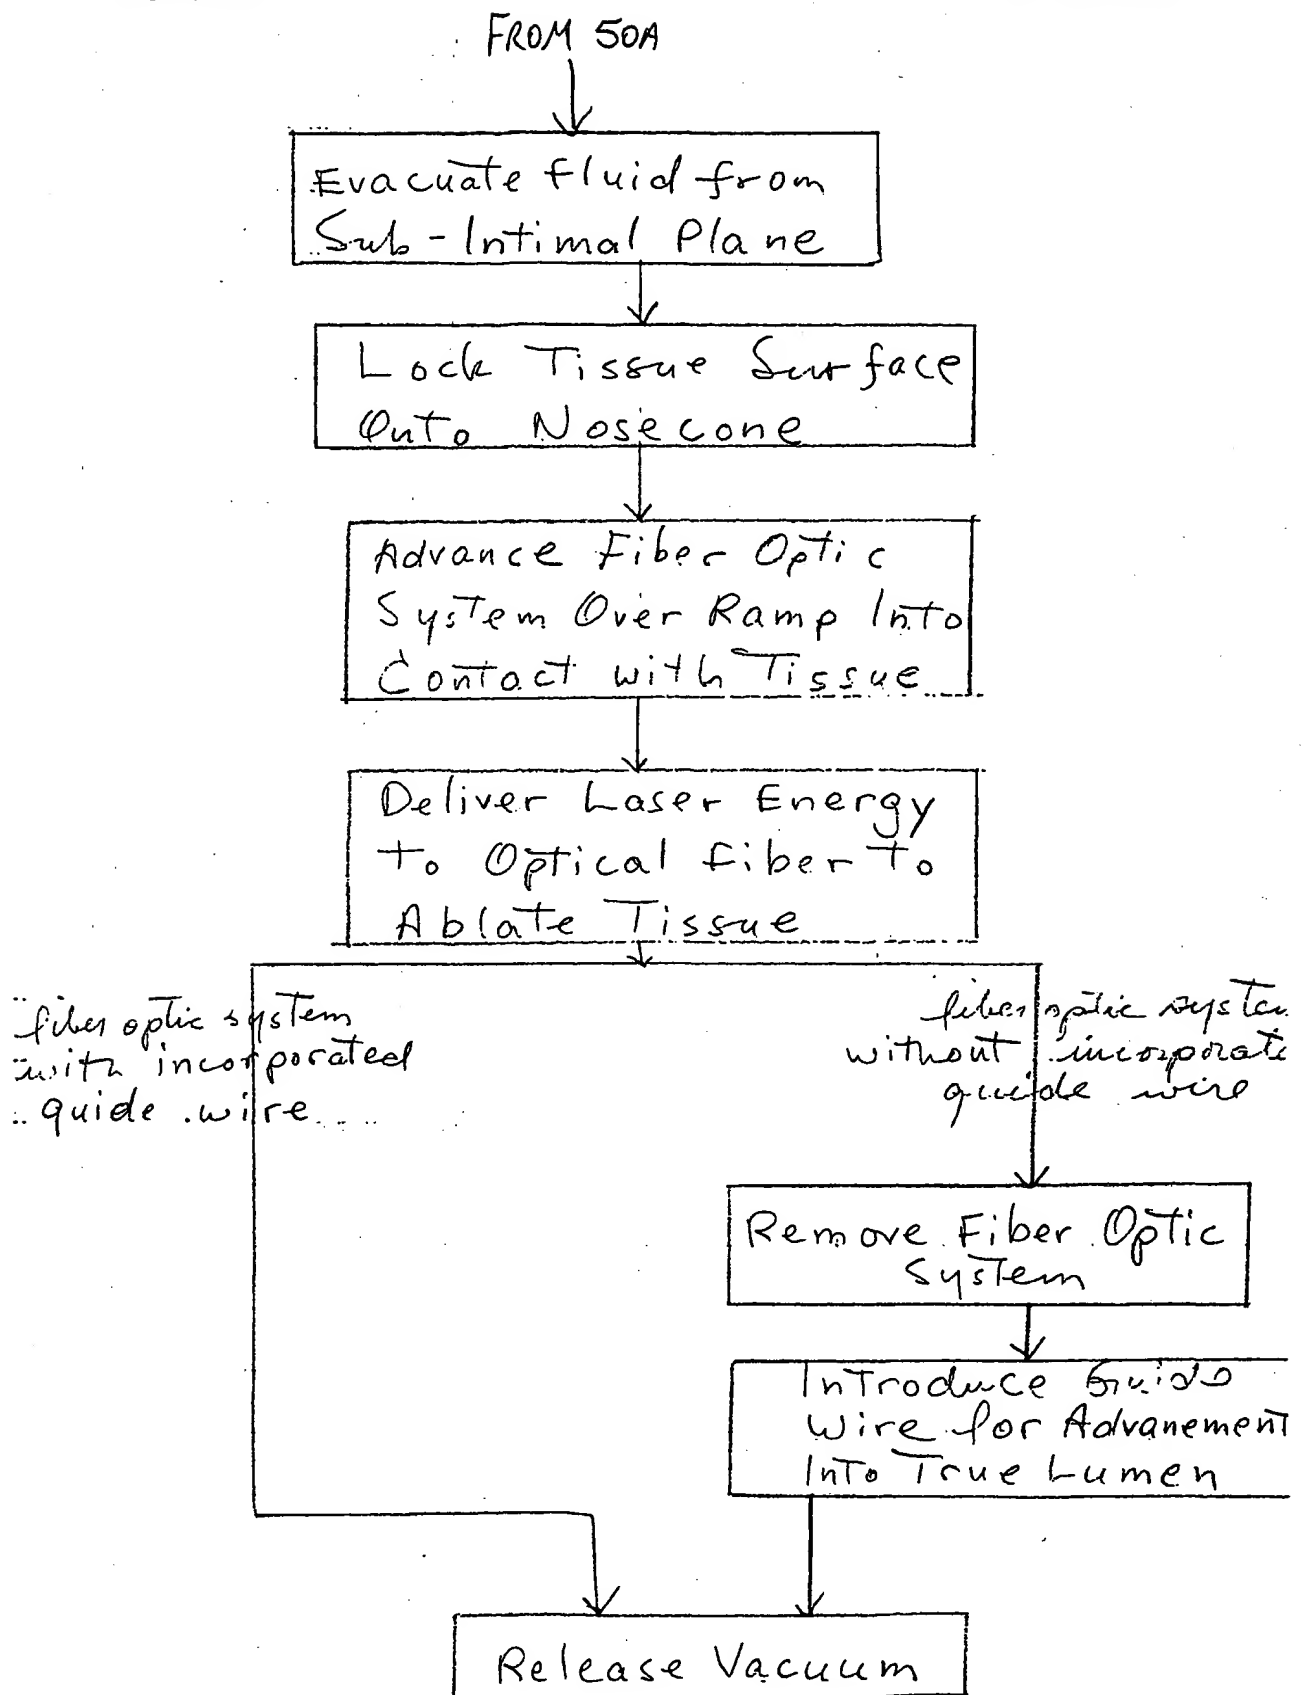 FROM 50A
Evacuate fluid from
Sub-Intimal Plane
Lock Tissue Surface
Onto Nosecone
Advance Fiber Optic
System Over Ramp Into
Contact with Tissue
Deliver Laser Energy
To Optical fiber To
Ablate Tissue
fiber optic system
with incorporated
guide wire
fiber optic system
without incorporate
guide wire
Remove Fiber Optic
System
Introduce Guide
Wire for Advanement
Into True Lumen
Release Vacuum